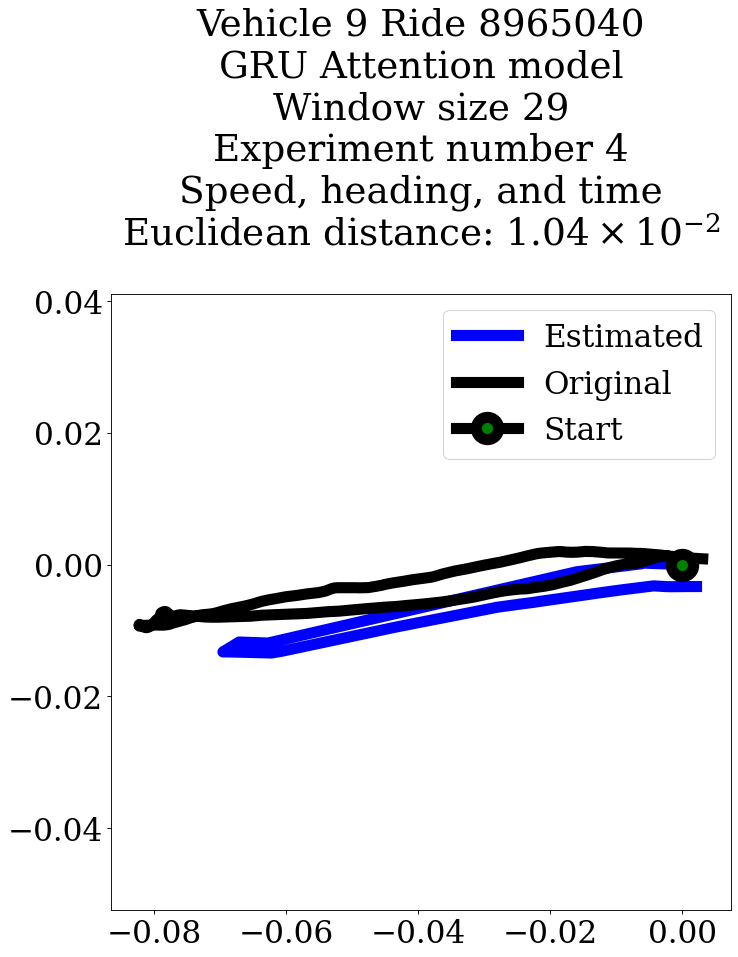 Vehicle 9 Ride 8965040
GRU Attention model
Window size 29
Experiment number 4
Speed, heading, and time
Euclidean distance: 1.04 × 10⁻²
0.04
0.02
0.00
−0.02
−0.04
Estimated
Original
Start
−0.08
−0.06
−0.04
−0.02
0.00